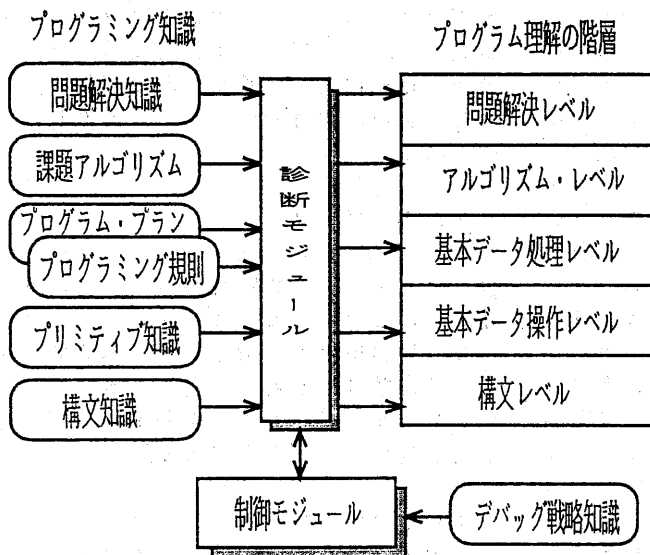 プログラミング知識
問題解決知識
課題アルゴリズム
プログラム・プラン
プログラミング規則
プリミティブ知識
構文知識
診断モジュール
プログラム理解の階層
問題解決レベル
アルゴリズム・レベル
基本データ処理レベル
基本データ操作レベル
構文レベル
制御モジュール
デバッグ戦略知識